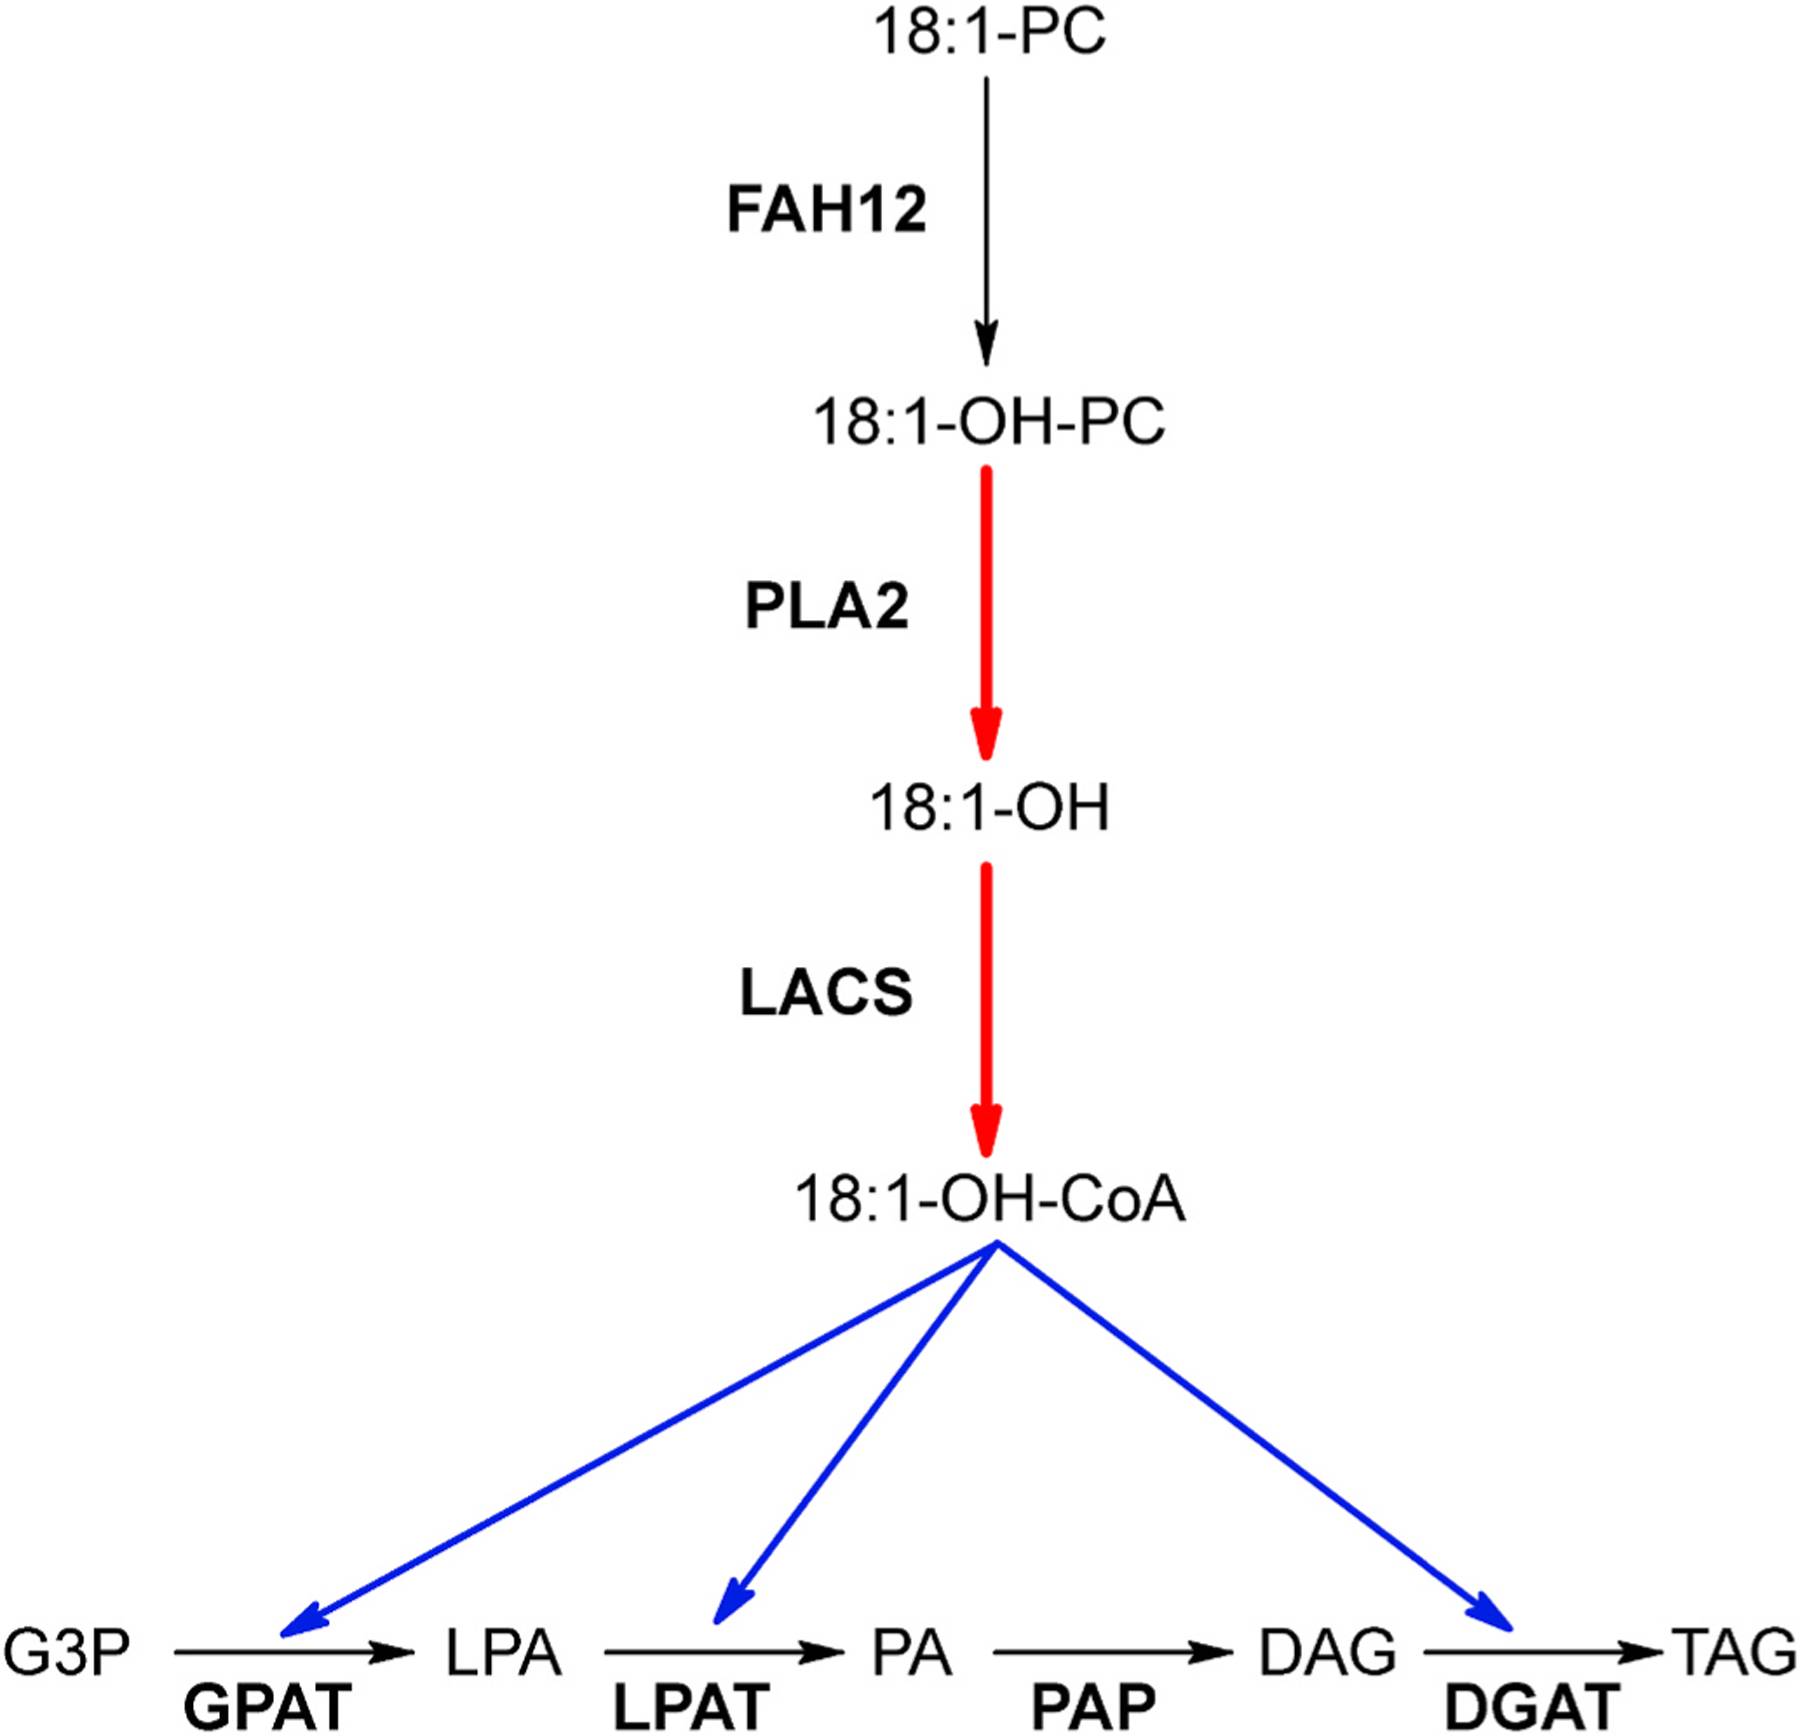 18:1-PC
FAH12
18:1-OH-PC
PLA2
18:1-OH
LACS
18:1-OH-CoA
G3P LPA PA DAG TAG
GPAT LPAT PAP DGAT